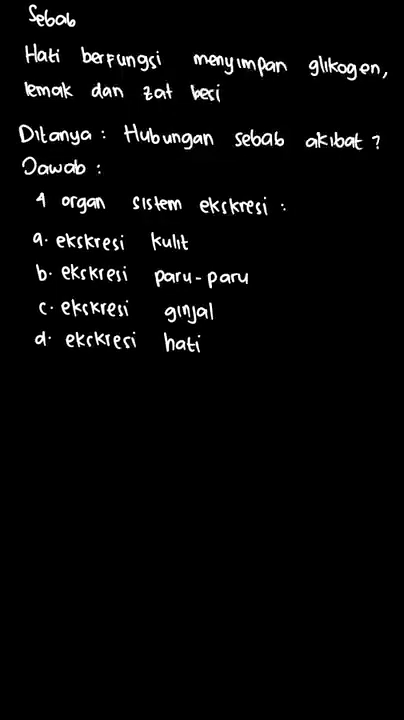 Sebab
Hati berfungsi menyimpan glikogen,
lemak dan zat besi
Ditanya : Hubungan sebab akibat ?
Jawab :
4 organ sistem ekskresi :
a. ekskresi kulit
b. ekskresi paru-paru
c. ekskresi ginjal
d. ekskresi hati